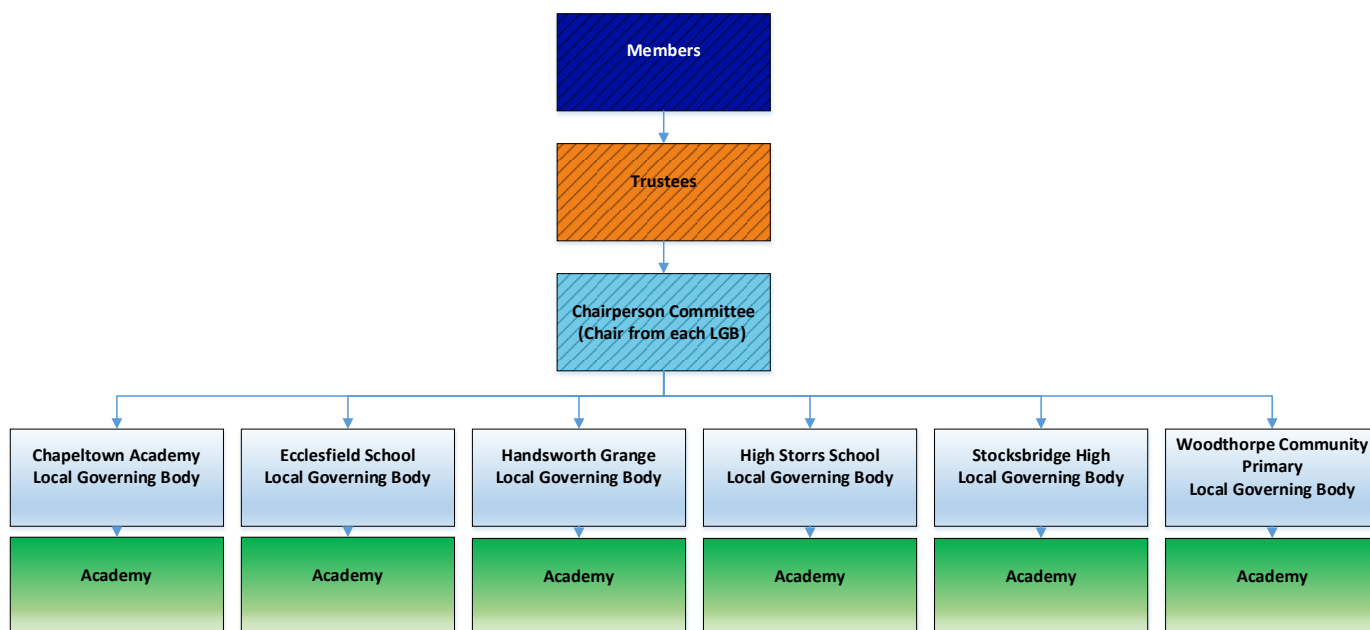 Members
Trustees
Chairperson Committee
(Chair from each LGB)
Chapeltown Academy
Local Governing Body
Ecclesfield School
Local Governing Body
Handsworth Grange
Local Governing Body
High Storrs School
Local Governing Body
Stocksbridge High
Local Governing Body
Woodthorpe Community
Primary
Local Governing Body
Academy
Academy
Academy
Academy
Academy
Academy